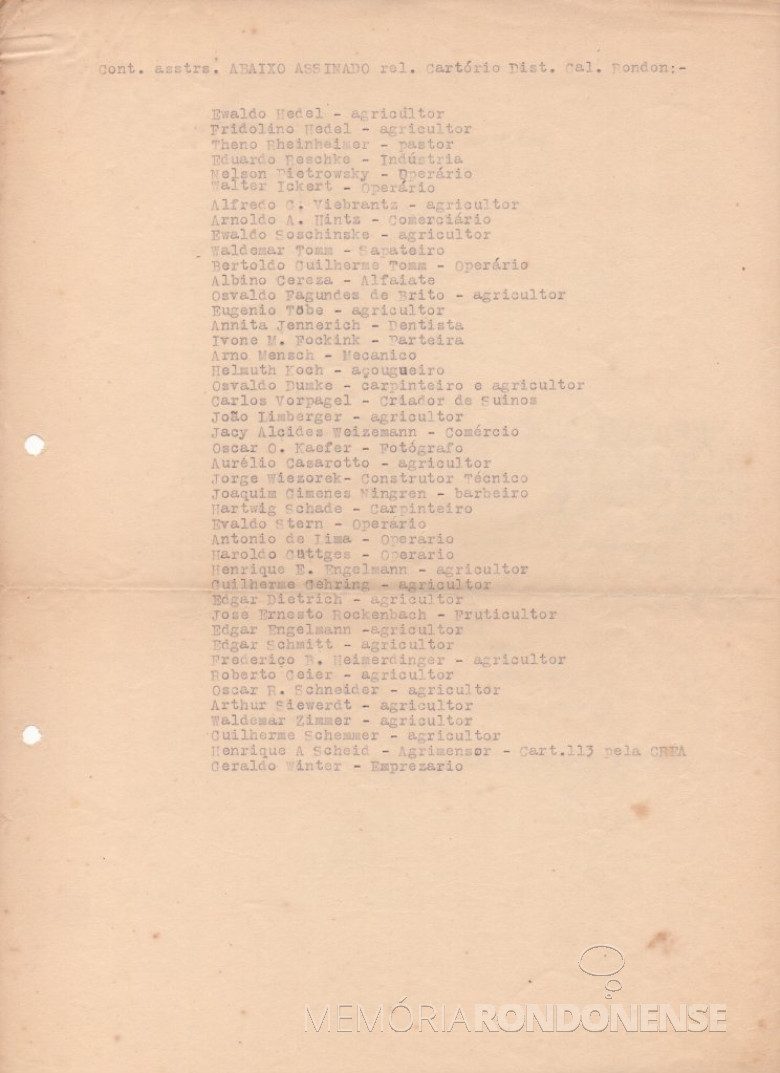 Cont. asstrs. ABAIXO ASSINADO rel. Cartório Dist. Cal. Rondon:-
Ewaldo Hedel - agricultor
Fridolino Hedel - agricultor
Theno Rheinheimer - pastor
Eduardo Reschke - Indústria
Nelson Pietrowsky - Operário
Walter Ickert - Operário
Alfredo C. Viebrantz - agricultor
Arnoldo A. Hintz - Comerciário
Ewaldo Soschinske - agricultor
Waldemar Tomm - Sapateiro
Bertoldo Guilherme Tomm - Operário
Albino Cereza - Alfaiate
Osvaldo Fagundes de Brito - agricultor
Eugenio Töbe - agricultor
Annita Jennerich - Dentista
Ivone M. Fockink - Parteira
Arno Mensch - Mecanico
Helmuth Koch - açougueiro
Osvaldo Dumke - carpinteiro e agricultor
Carlos Vorpagel - Criador de Suinos
João Limberger - agricultor
Jacy Alcides Weizemann - Comércio
Oscar O. Kaefer - Fotógrafo
Aurélio Casarotto - agricultor
Jorge Wiezorek- Construtor Técnico
Joaquim Gimenes Ningren - barbeiro
Hartwig Schade - Carpinteiro
Evaldo Stern - Operário
Antonio de Lima - Operario
Haroldo Güttges - Operario
Henrique E. Engelmann - agricultor
Guilherme Gehring - agricultor
Edgar Dietrich - agricultor
Jose Ernesto Rockenbach - Fruticultor
Edgar Engelmann -agricultor
Edgar Schmitt - agricultor
Frederiço B. Heimerdinger - agricultor
Roberto Geier - agricultor
Oscar R. Schneider - agricultor
Arthur Siewerdt - agricultor
Waldemar Zimmer - agricultor
Guilherme Schemmer - agricultor
Henrique A Scheid - Agrimensor - Cart.113 pela CREA
Geraldo Winter - Emprezario
MEMÓRIARONDONENSE